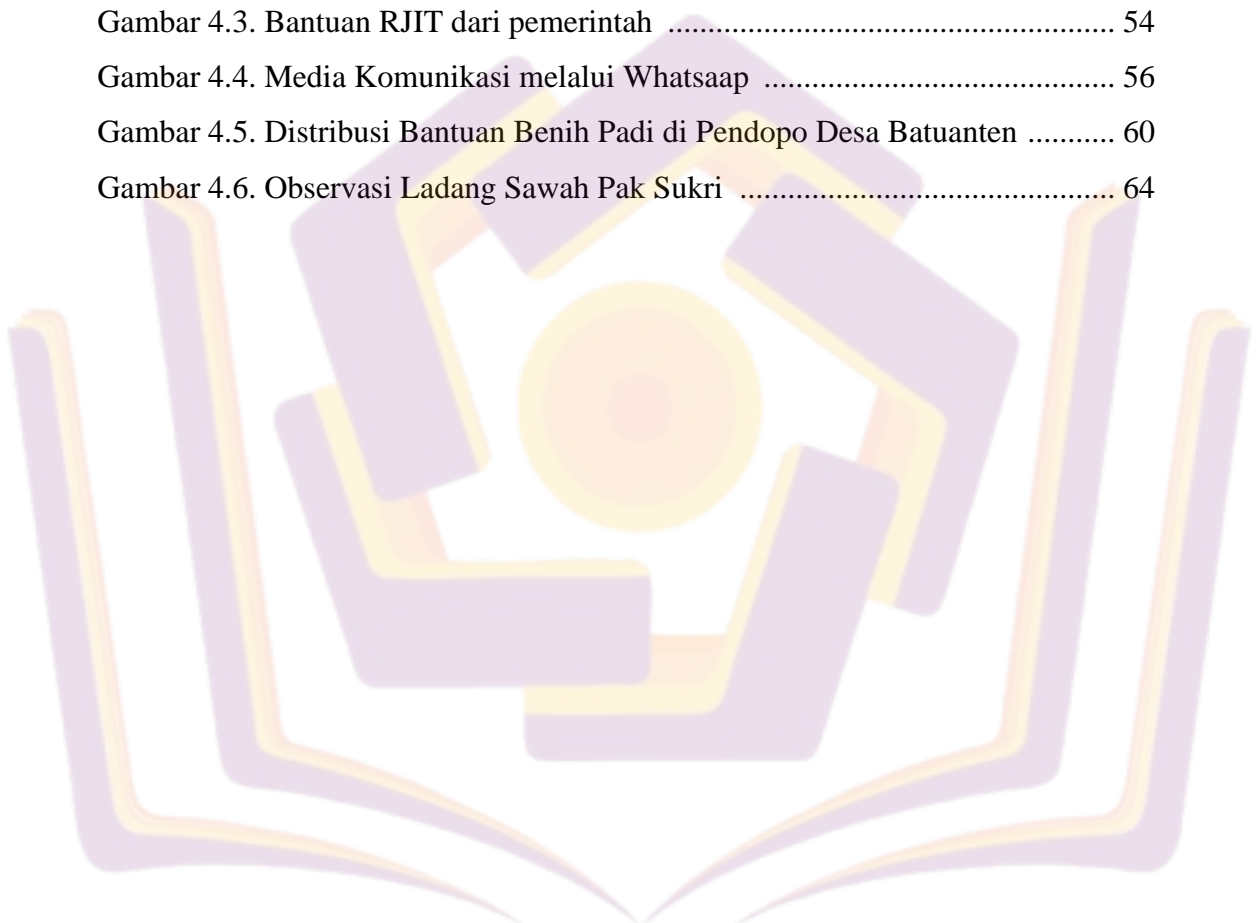 Gambar 4.3. Bantuan RJIT dari pemerintah ........................................................ 54
Gambar 4.4. Media Komunikasi melalui Whatsaap ............................................ 56
Gambar 4.5. Distribusi Bantuan Benih Padi di Pendopo Desa Batuanten ........... 60
Gambar 4.6. Observasi Ladang Sawah Pak Sukri ............................................... 64